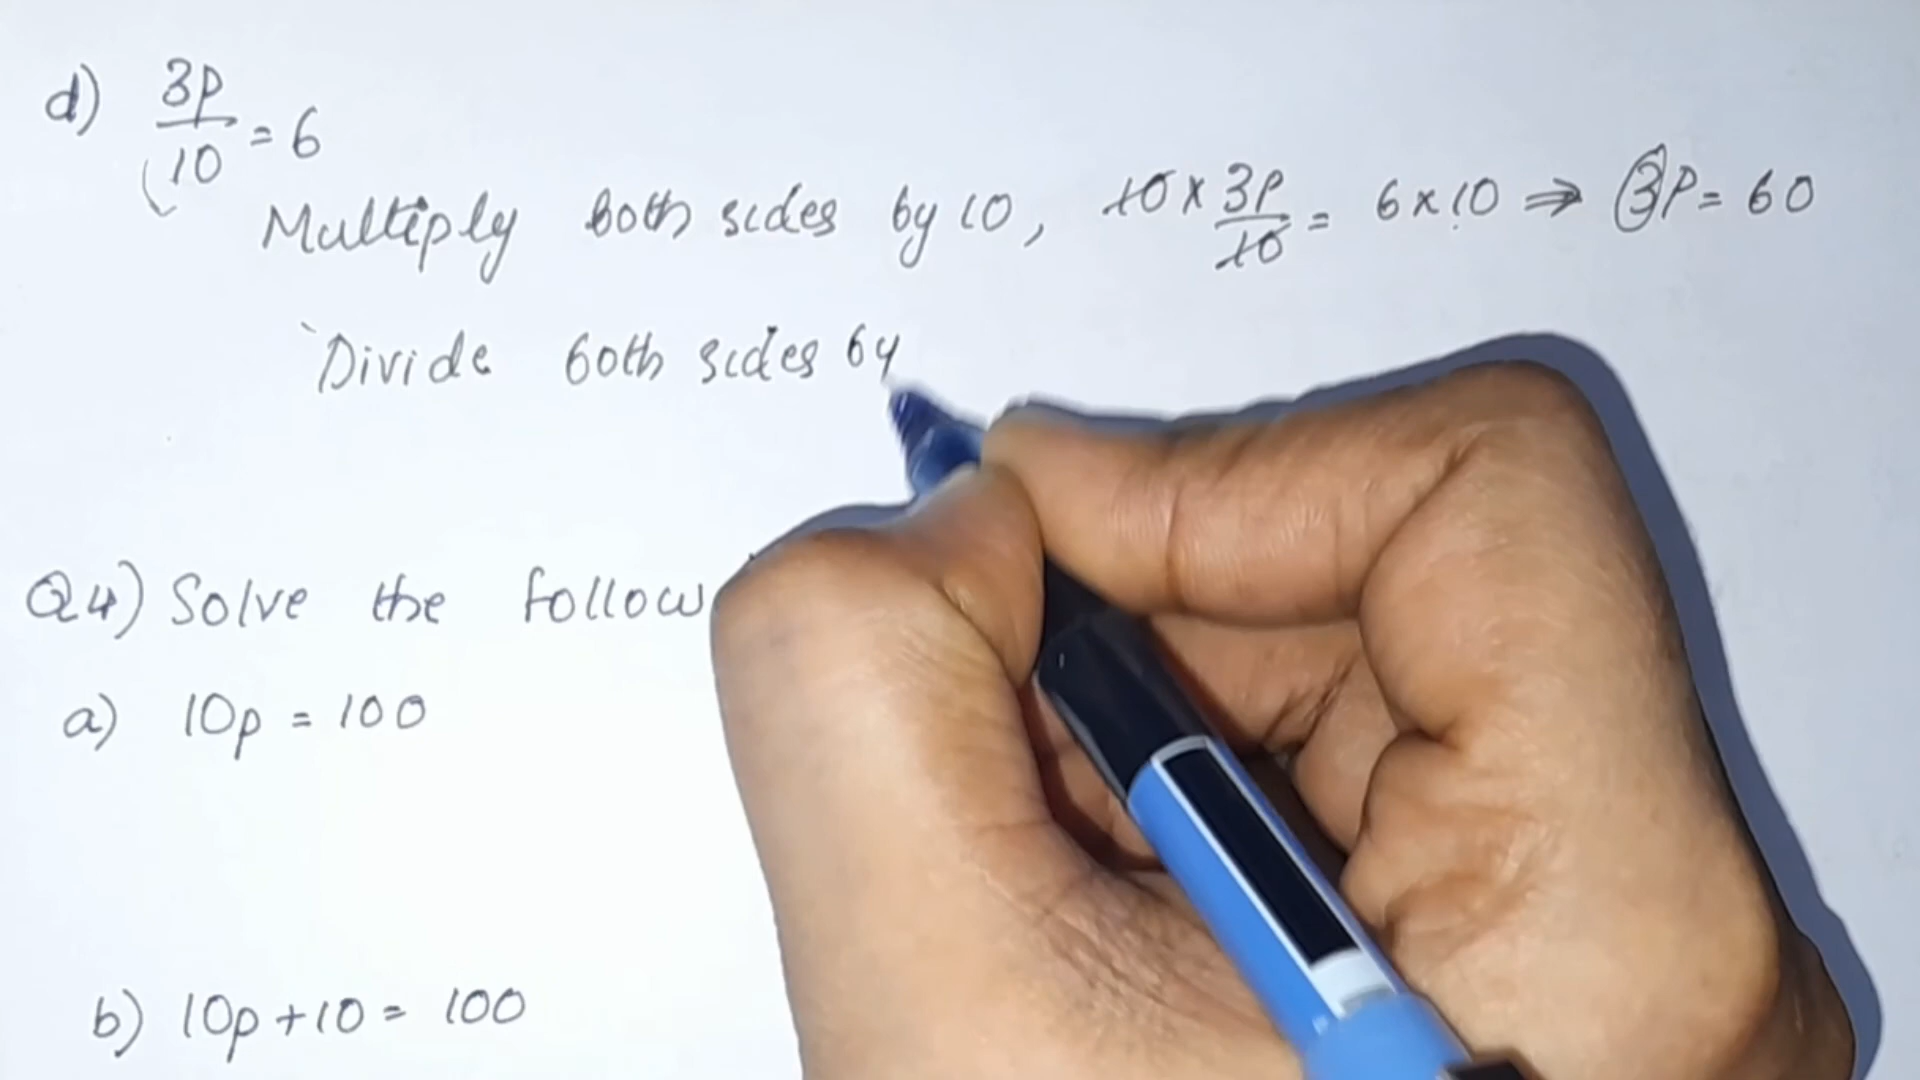 d) 3p/10 = 6
Multiply both sides by 10, 10 × 3p/10 = 6 × 10 ⇒ 3p = 60
Divide both sides by
Q4) Solve the follow
a) 10p = 100
b) 10p + 10 = 100